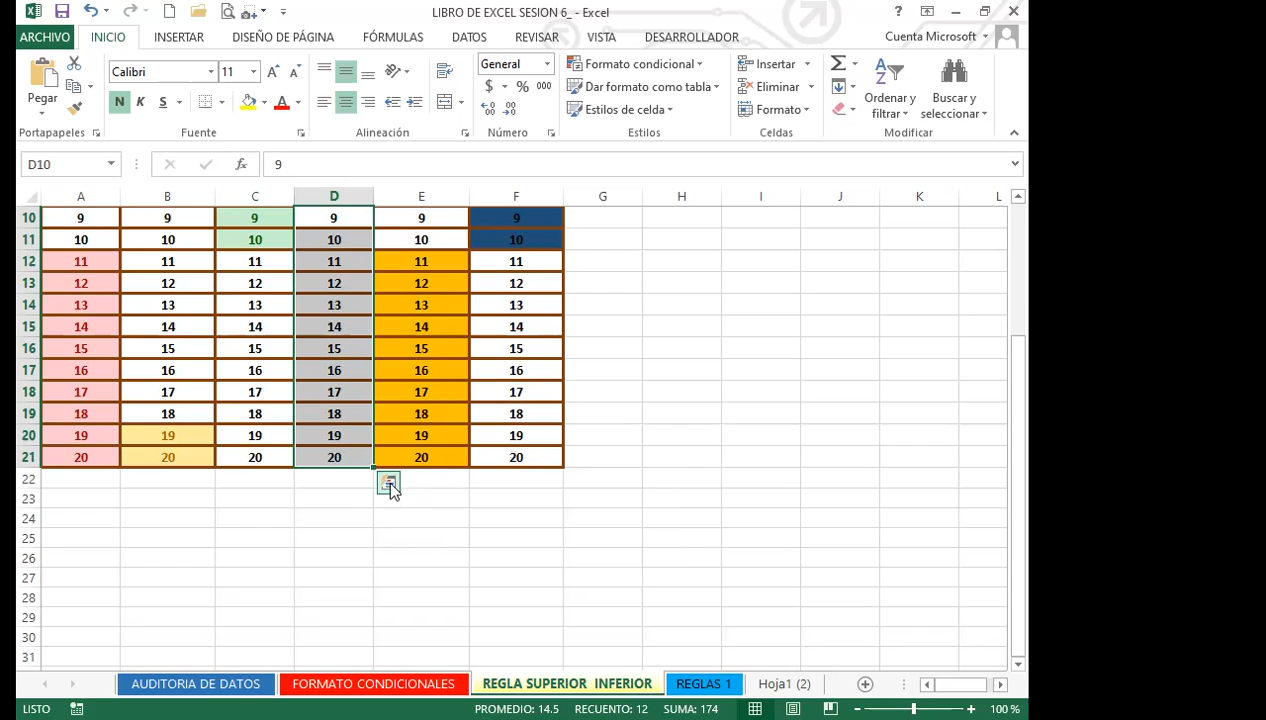 LIBRO DE EXCEL SESION 6_ - Excel
ARCHIVO INICIO INSERTAR DISEÑO DE PÁGINA FÓRMULAS DATOS REVISAR VISTA DESARROLLADOR Cuenta Microsoft
Pegar
Calibri 11
N K S
General
$ % 000
Formato condicional
Dar formato como tabla
Estilos de celda
Insertar
Eliminar
Formato
Ordenar y filtrar
Buscar y seleccionar
Portapapeles Fuente Alineación Número Estilos Celdas Modificar
D10 fx 9
A B C D E F G H I J K L
10 9 9 9 9 9 9
11 10 10 10 10 10 10
12 11 11 11 11 11 11
13 12 12 12 12 12 12
14 13 13 13 13 13 13
15 14 14 14 14 14 14
16 15 15 15 15 15 15
17 16 16 16 16 16 16
18 17 17 17 17 17 17
19 18 18 18 18 18 18
20 19 19 19 19 19 19
21 20 20 20 20 20 20
22
23
24
25
26
27
28
29
30
31
AUDITORIA DE DATOS FORMATO CONDICIONALES REGLA SUPERIOR INFERIOR REGLAS 1 Hoja1 (2)
LISTO PROMEDIO: 14.5 RECUENTO: 12 SUMA: 174 100 %